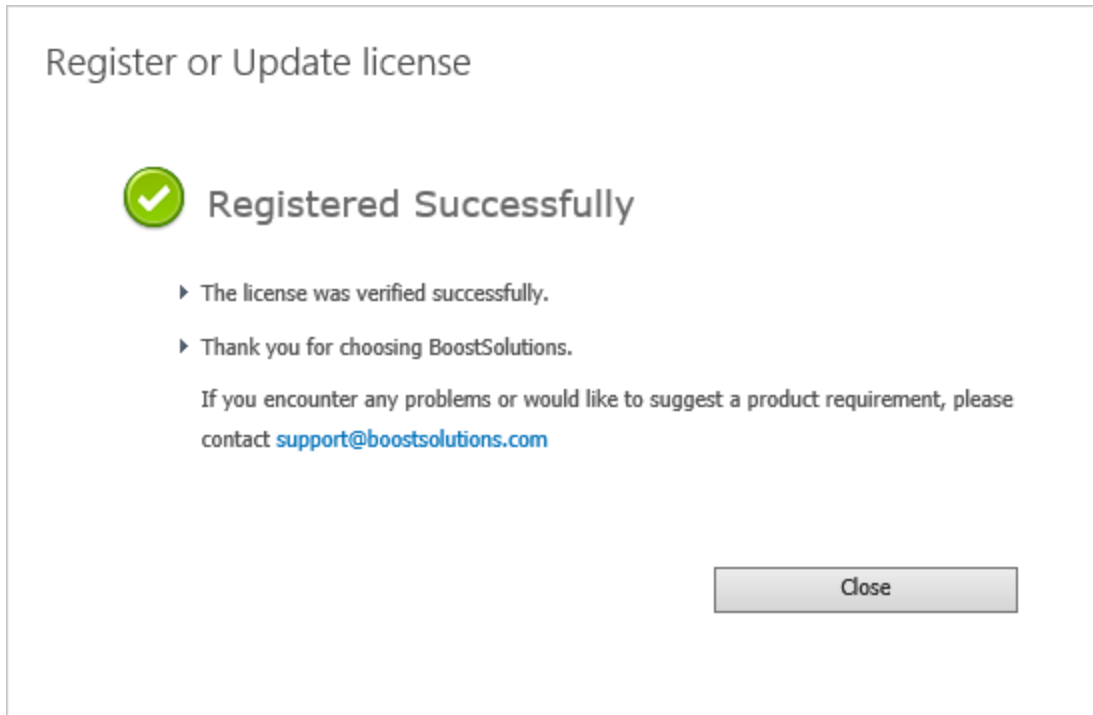 Register or Update license
Registered Successfully
The license was verified successfully.
Thank you for choosing BoostSolutions.
If you encounter any problems or would like to suggest a product requirement, please
contact support@boostsolutions.com
Close